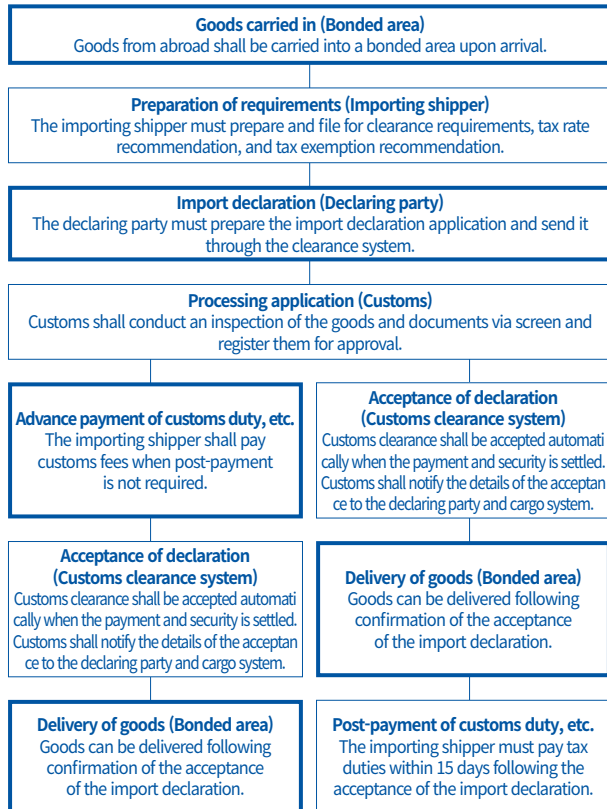 Goods carried in (Bonded area)
Goods from abroad shall be carried into a bonded area upon arrival.
Preparation of requirements (Importing shipper)
The importing shipper must prepare and file for clearance requirements, tax rate
recommendation, and tax exemption recommendation.
Import declaration (Declaring party)
The declaring party must prepare the import declaration application and send it
through the clearance system.
Processing application (Customs)
Customs shall conduct an inspection of the goods and documents via screen and
register them for approval.
Advance payment of customs duty, etc.
The importing shipper shall pay
customs fees when post-payment
is not required.
Acceptance of declaration
(Customs clearance system)
Customs clearance shall be accepted automati
cally when the payment and security is settled.
Customs shall notify the details of the acceptan
ce to the declaring party and cargo system.
Delivery of goods (Bonded area)
Goods can be delivered following
confirmation of the acceptance
of the import declaration.
Acceptance of declaration
(Customs clearance system)
Customs clearance shall be accepted automati
cally when the payment and security is settled.
Customs shall notify the details of the acceptan
ce to the declaring party and cargo system.
Delivery of goods (Bonded area)
Goods can be delivered following
confirmation of the acceptance
of the import declaration.
Post-payment of customs duty, etc.
The importing shipper must pay tax
duties within 15 days following the
acceptance of the import declaration.